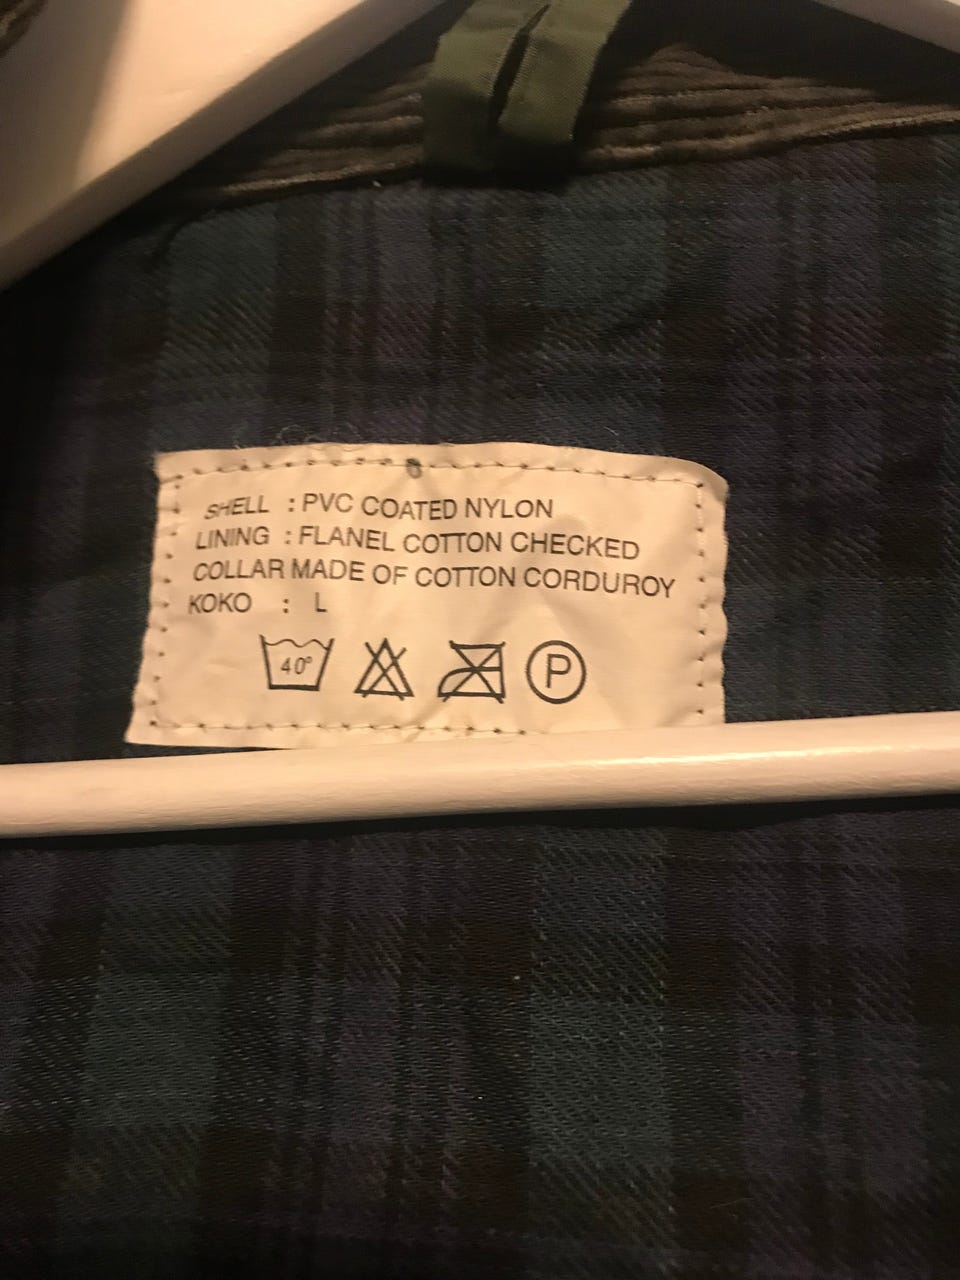 SHELL : PVC COATED NYLON
LINING : FLANEL COTTON CHECKED
COLLAR MADE OF COTTON CORDUROY
KOKO : L
40° P